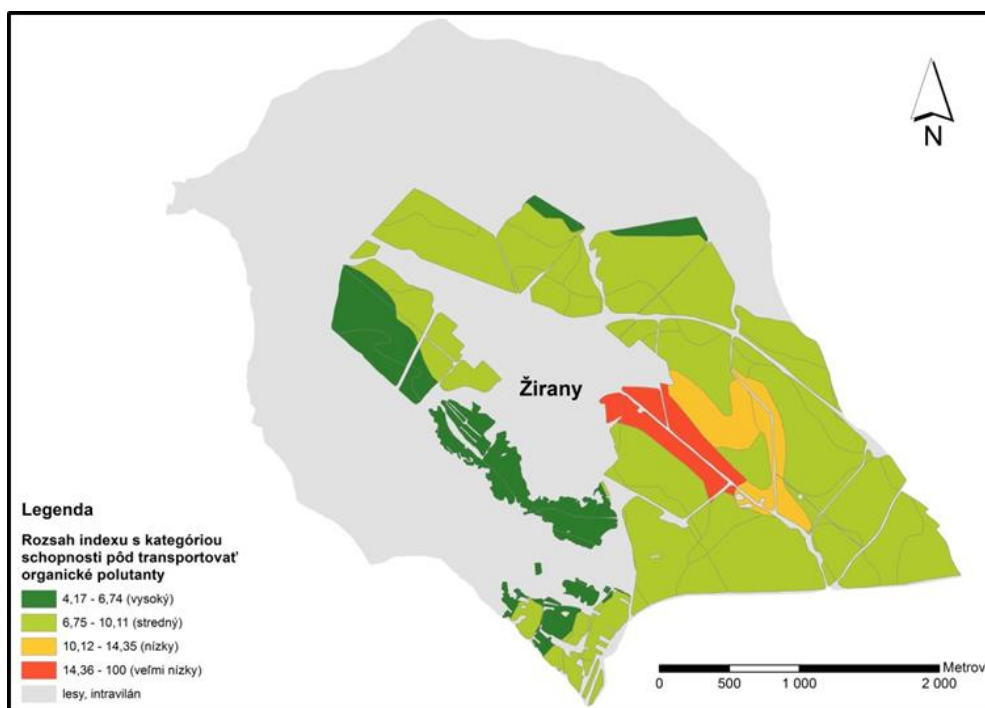 N
Žirany
Legenda
Rozsah indexu s kategóriou
schopnosti pôd transportovať
organické polutanty
4,17 - 6,74 (vysoký)
6,75 - 10,11 (stredný)
10,12 - 14,35 (nízky)
14,36 - 100 (veľmi nízky)
lesy, intravilán
Metrov
0 500 1 000 2 000